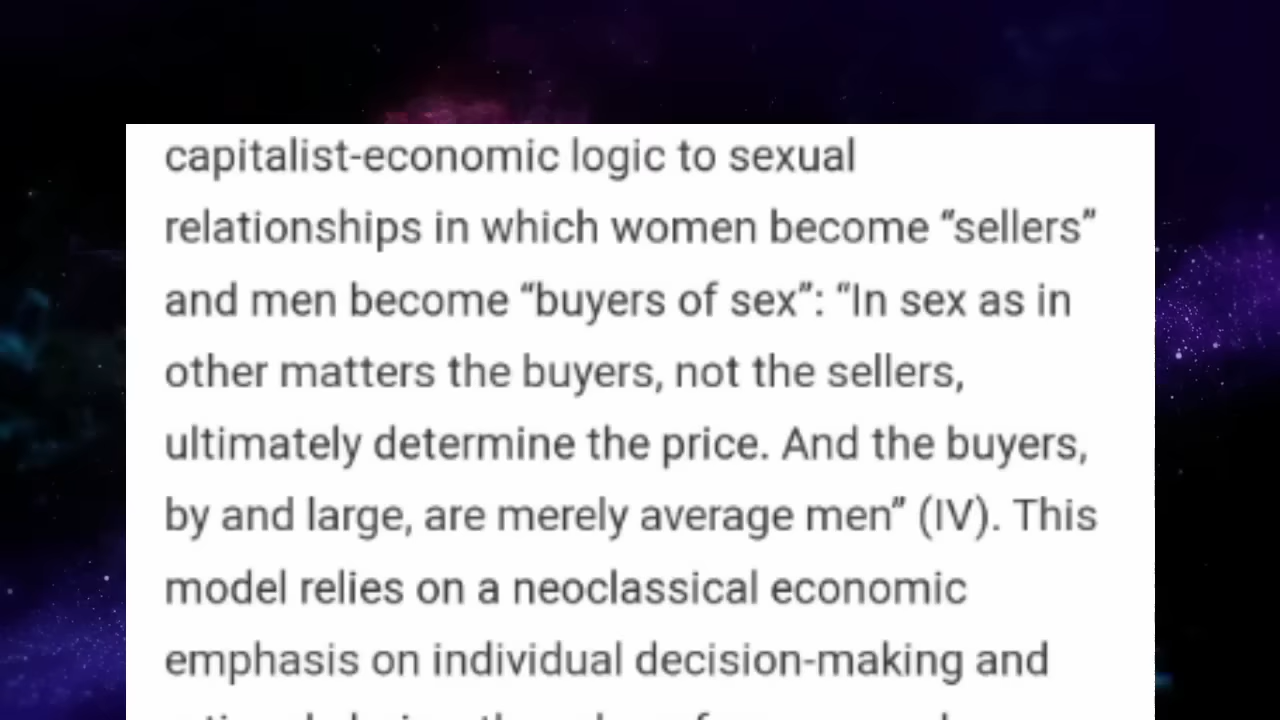 capitalist-economic logic to sexual
relationships in which women become “sellers”
and men become “buyers of sex”: “In sex as in
other matters the buyers, not the sellers,
ultimately determine the price. And the buyers,
by and large, are merely average men” (IV). This
model relies on a neoclassical economic
emphasis on individual decision-making and